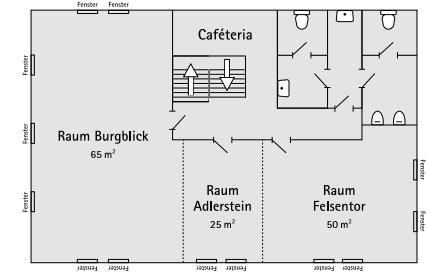 Fenster Fenster
Caféteria
Fenster
Fenster
Raum Burgblick
65 m²
Fenster
Fenster
Raum
Adlerstein
25 m²
Raum
Felsentor
50 m²
Fenster
Fenster
Fenster Fenster Fenster Fenster Fenster Fenster